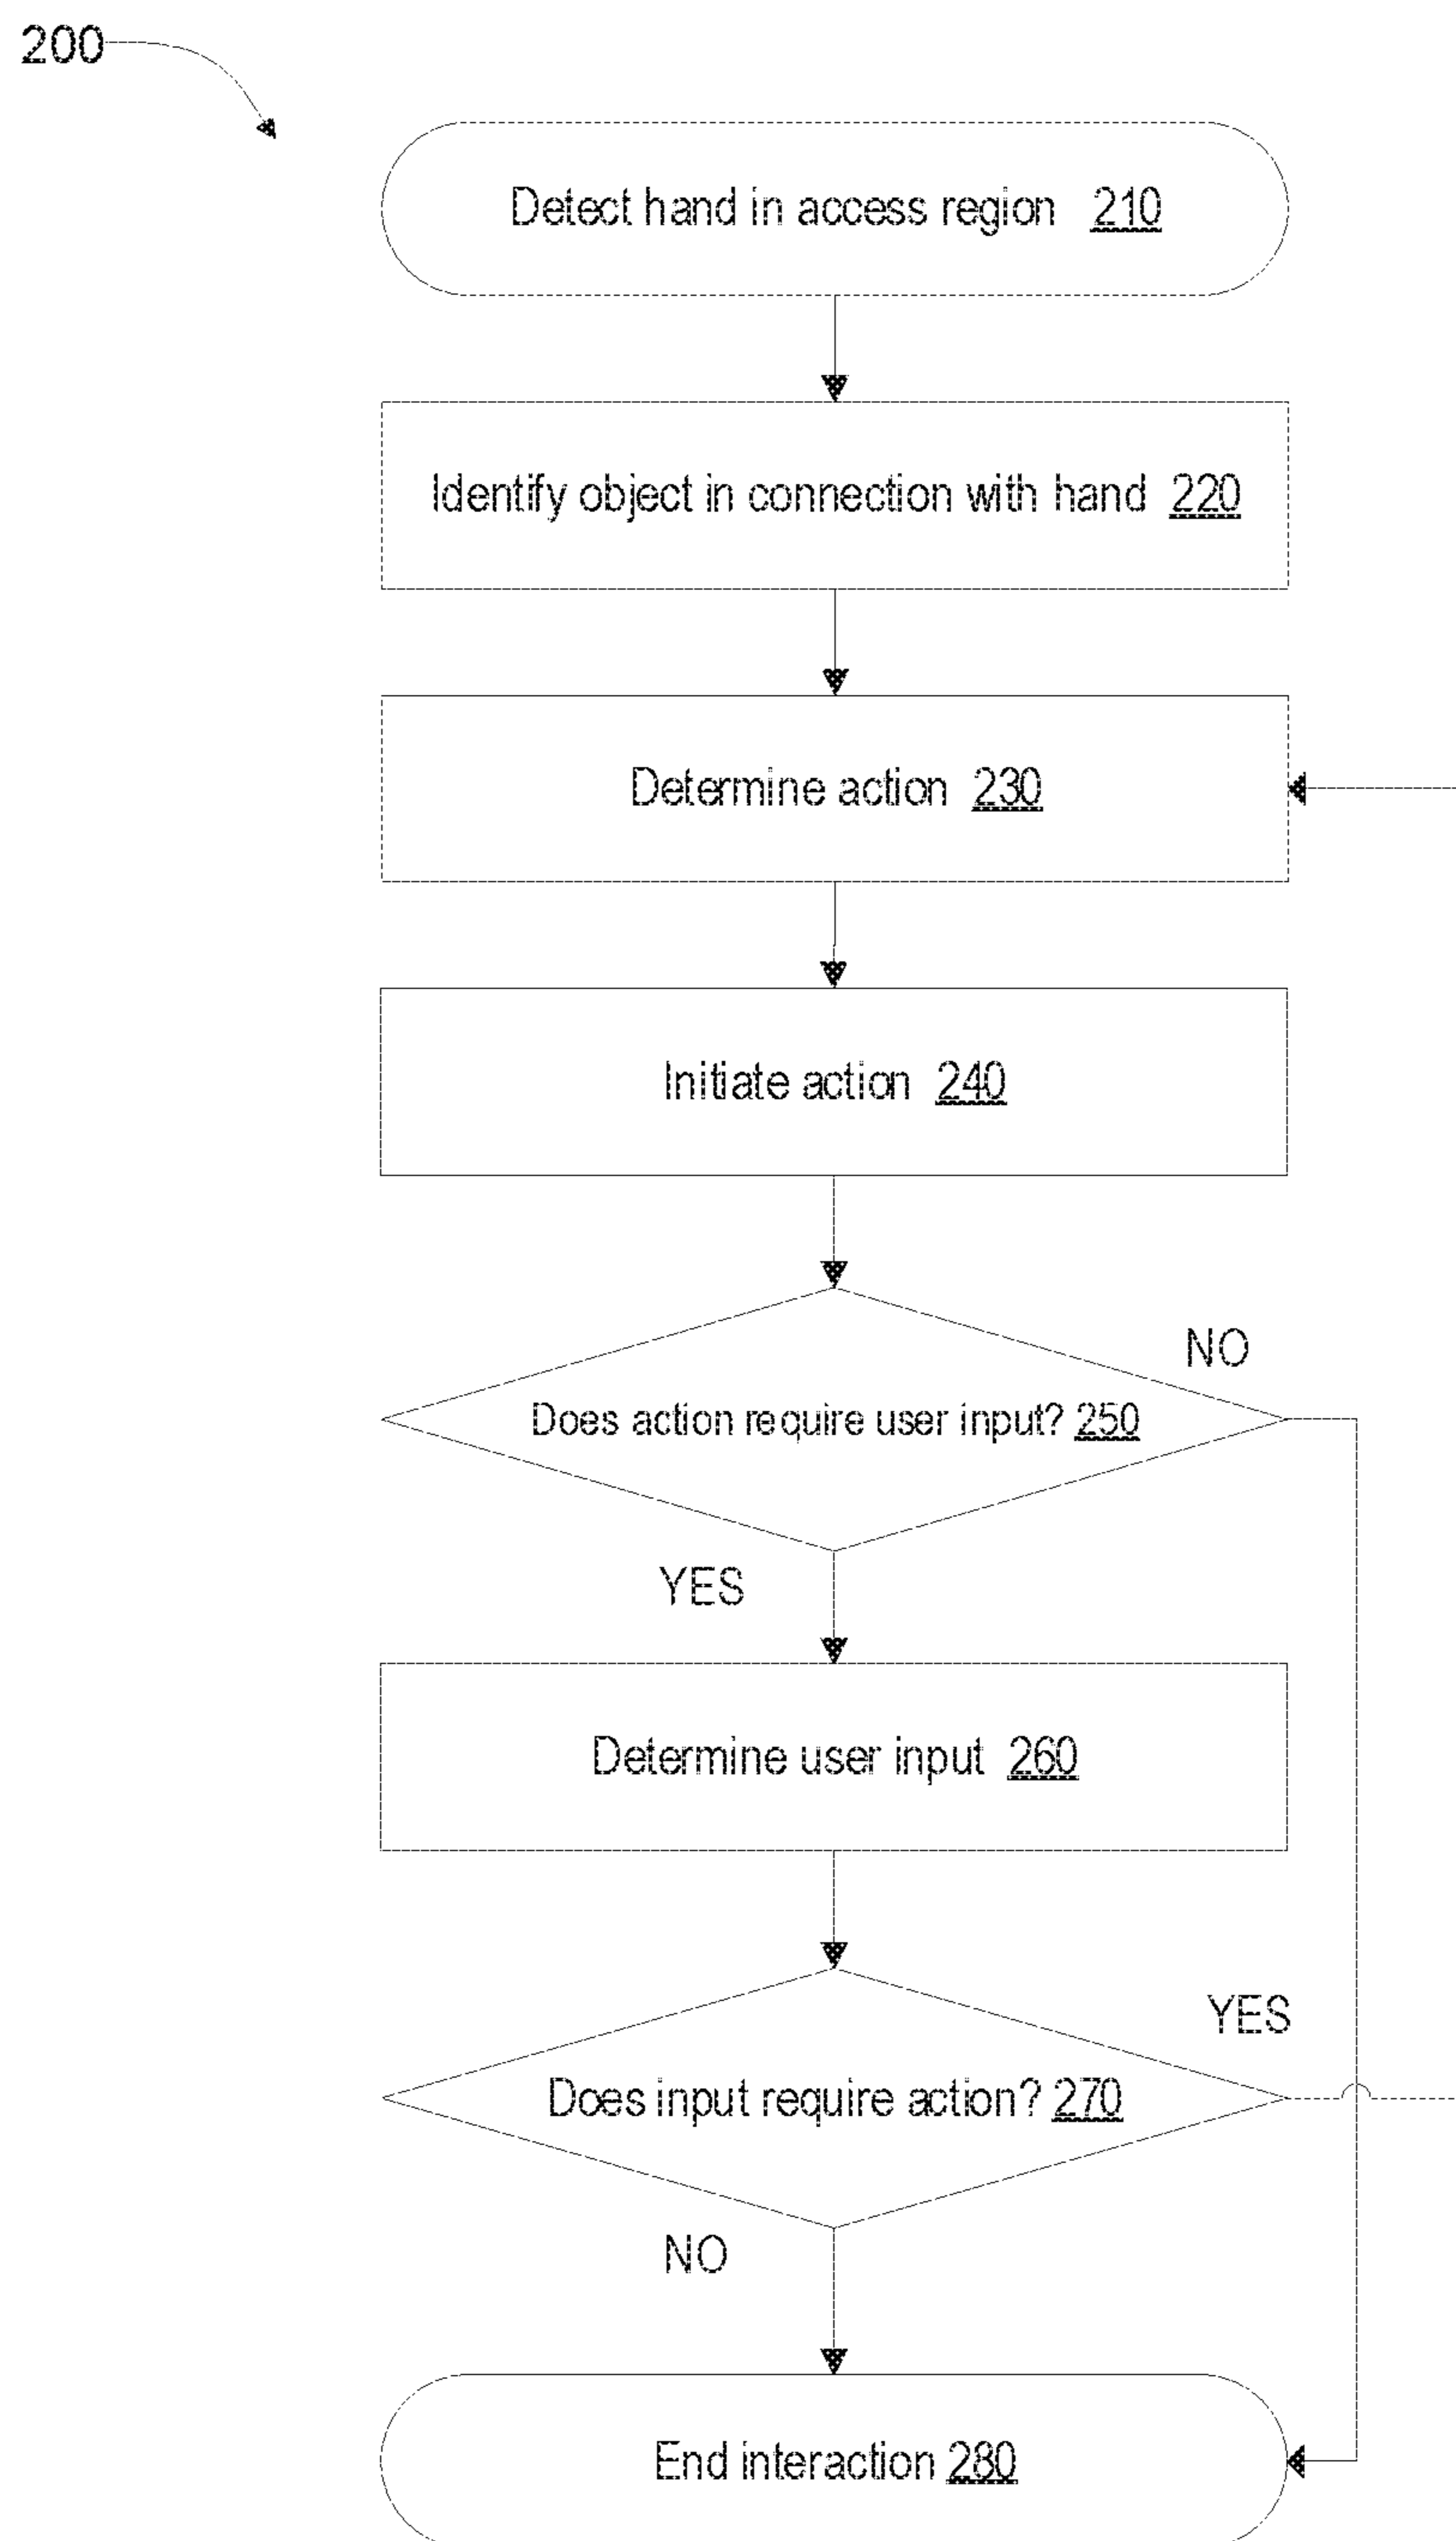 200
Detect hand in access region 210
Identify object in connection with hand 220
Determine action 230
Initiate action 240
NO
Does action require user input? 250
YES
Determine user input 260
YES
Does input require action? 270
NO
End interaction 280